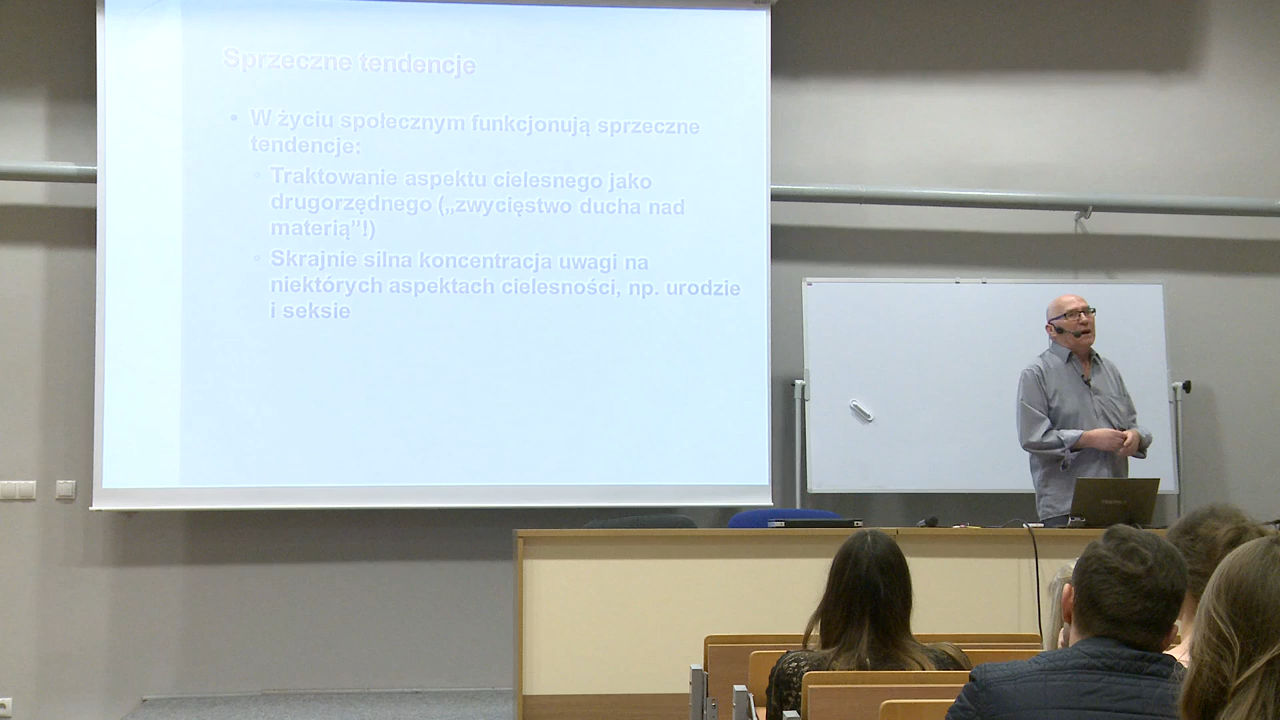 Sprzeczne tendencje
• W życiu społecznym funkcjonują sprzeczne
tendencje:
◦ Traktowanie aspektu cielesnego jako
drugorzędnego („zwycięstwo ducha nad
materią”!)
◦ Skrajnie silna koncentracja uwagi na
niektórych aspektach cielesności, np. urodzie
i seksie